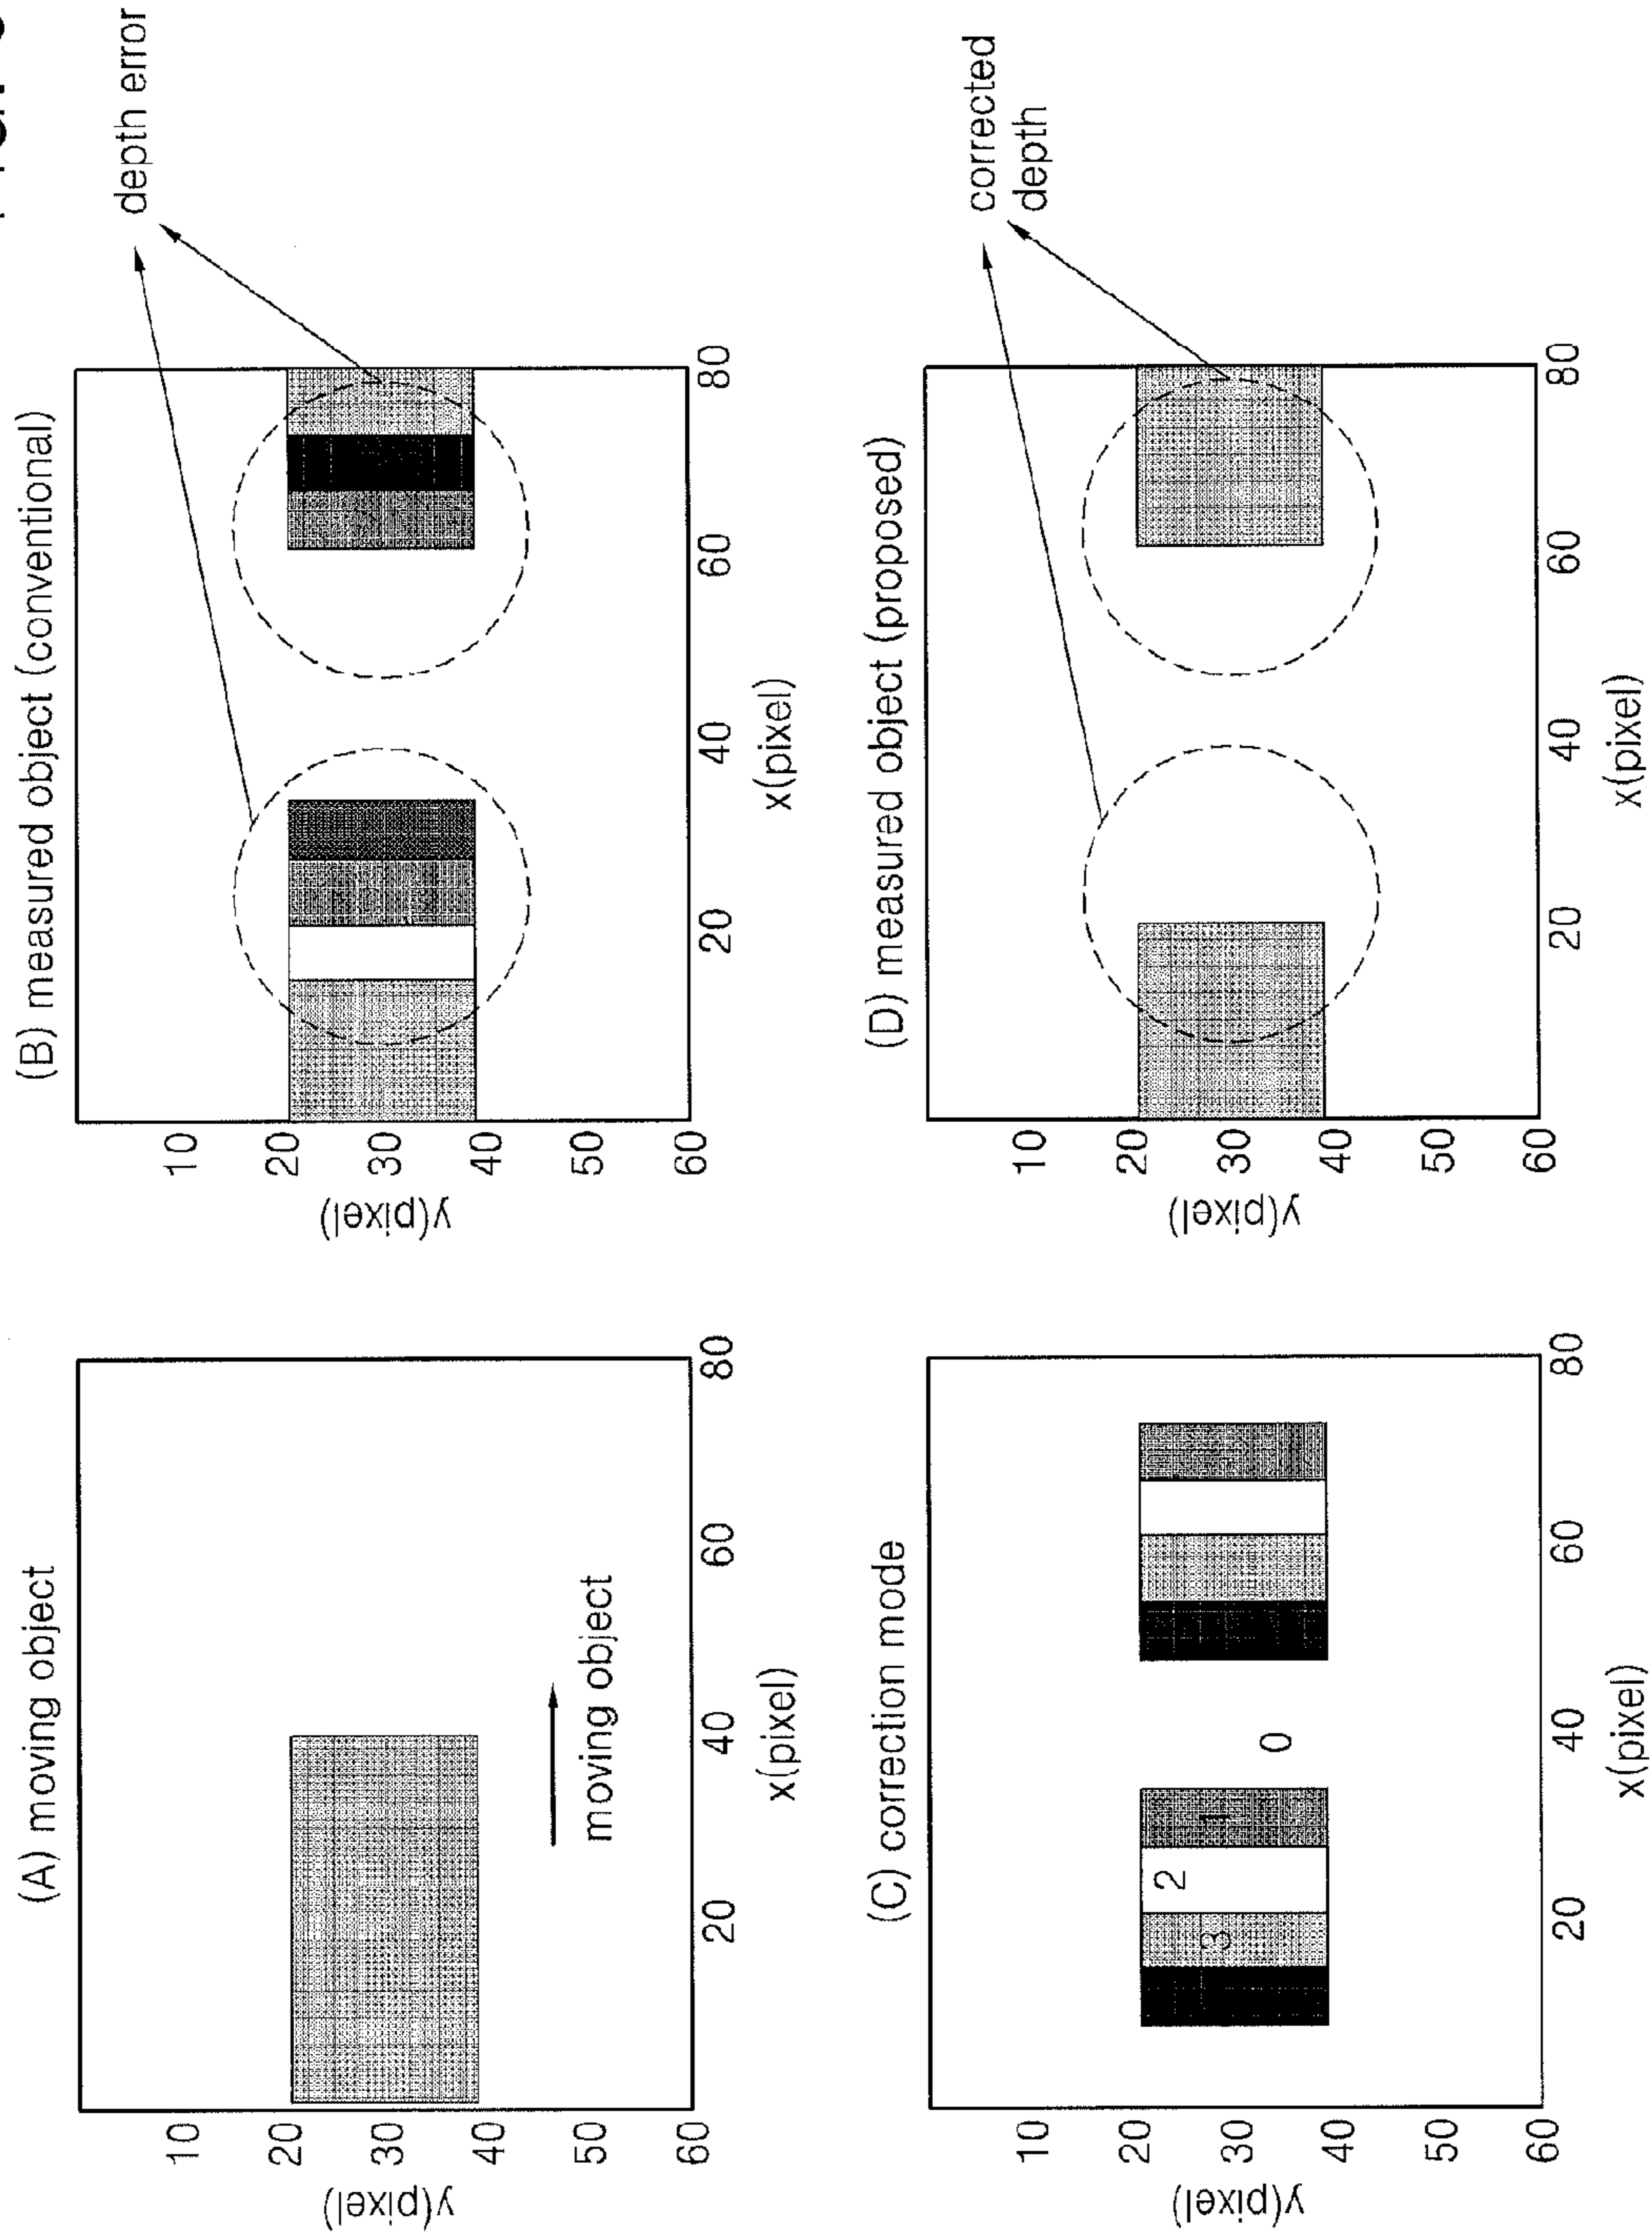 (A) moving object
10
20
30
40
50
60
y(pixel)
20
40
60
80
x(pixel)
moving object
(B) measured object (conventional)
depth error
10
20
30
40
50
60
y(pixel)
20
40
60
80
x(pixel)
(C) correction mode
3
2
1
0
10
20
30
40
50
60
y(pixel)
20
40
60
80
x(pixel)
(D) measured object (proposed)
corrected
depth
10
20
30
40
50
60
y(pixel)
20
40
60
80
x(pixel)